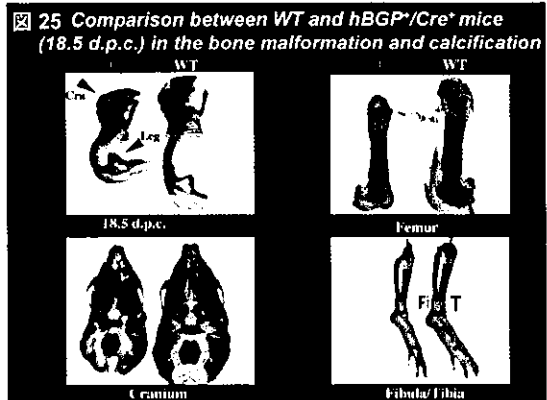 図 25 Comparison between WT and hBGP⁺/Cre⁺ mice
(18.5 d.p.c.) in the bone malformation and calcification
WT
WT
Cra
Leg
18.5 d.p.c.
Femur
Fi
T
Cranium
Fibula/Tibia